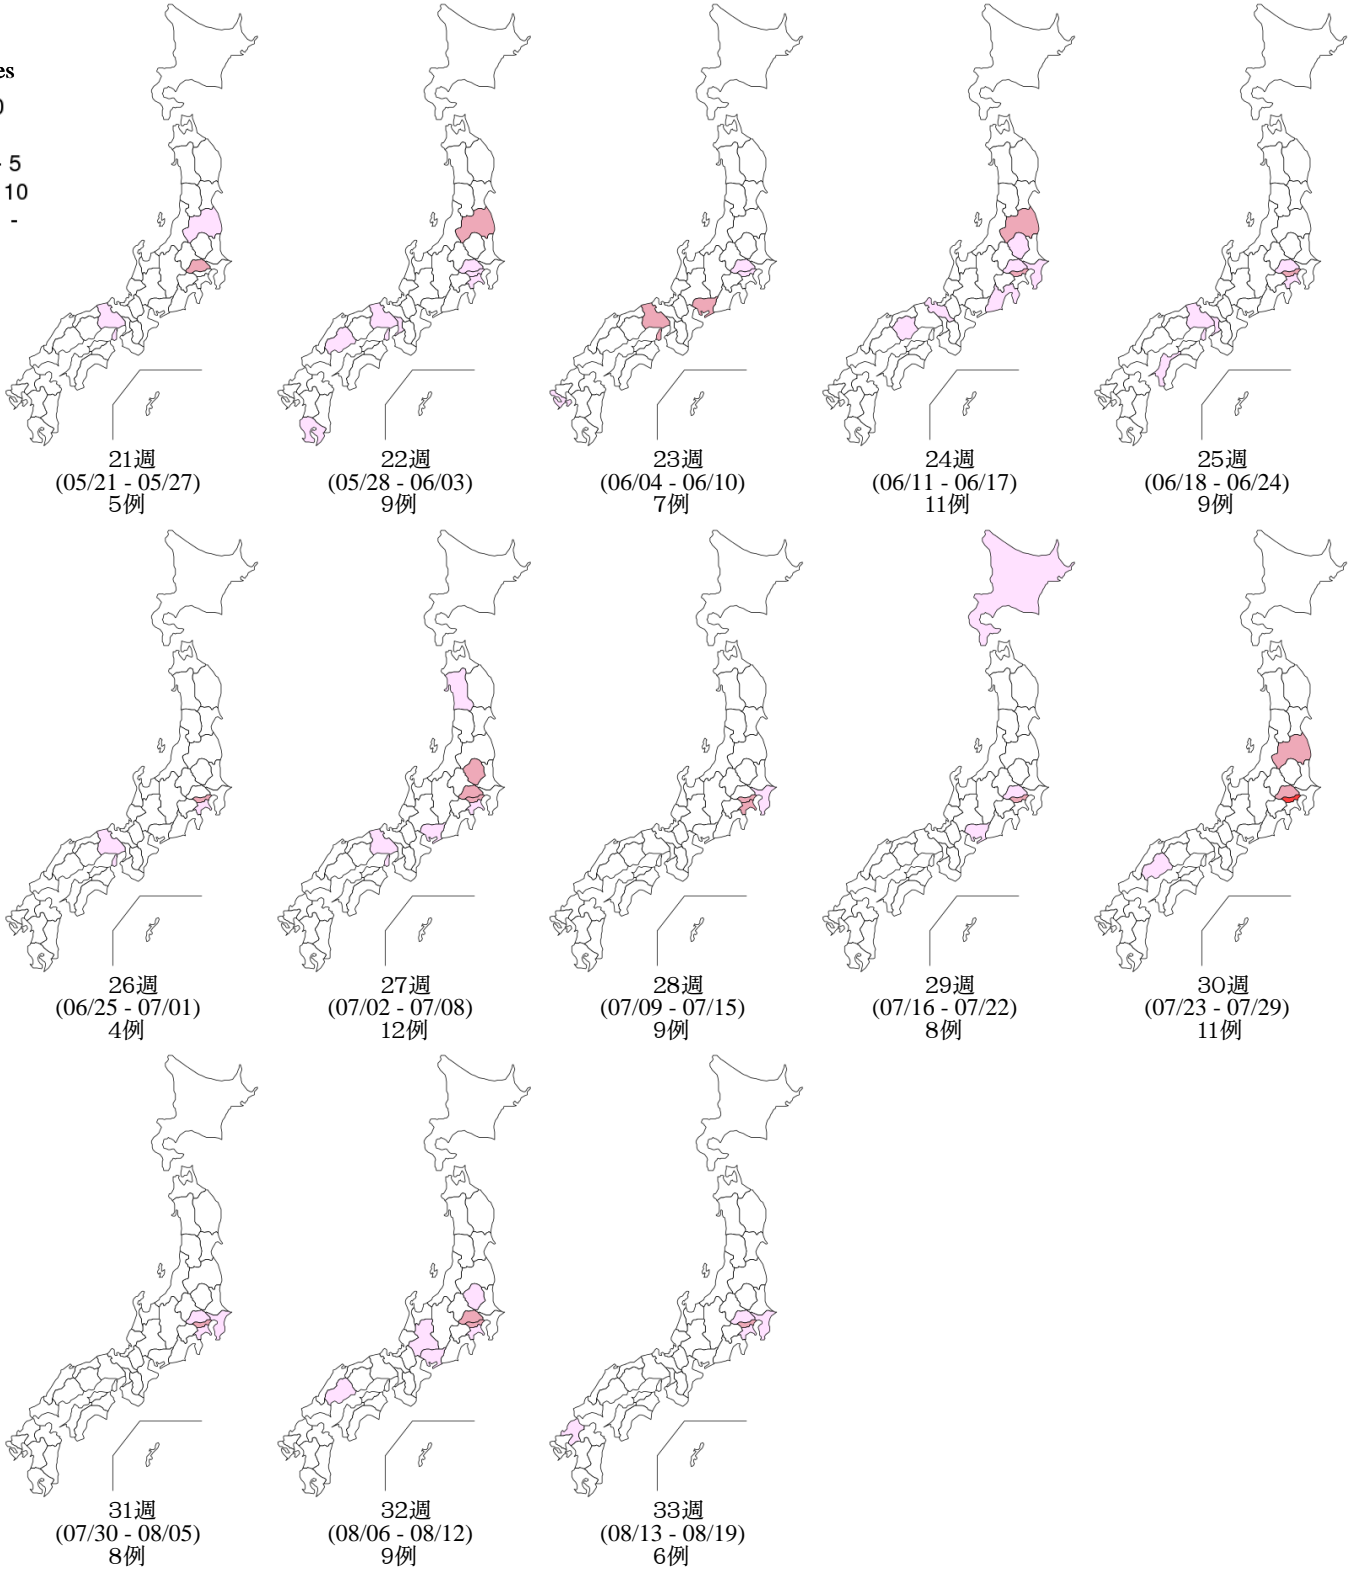 es
0
- 5
10
-
21週
(05/21 - 05/27)
5例
22週
(05/28 - 06/03)
9例
23週
(06/04 - 06/10)
7例
24週
(06/11 - 06/17)
11例
25週
(06/18 - 06/24)
9例
26週
(06/25 - 07/01)
4例
27週
(07/02 - 07/08)
12例
28週
(07/09 - 07/15)
9例
29週
(07/16 - 07/22)
8例
30週
(07/23 - 07/29)
11例
31週
(07/30 - 08/05)
8例
32週
(08/06 - 08/12)
9例
33週
(08/13 - 08/19)
6例